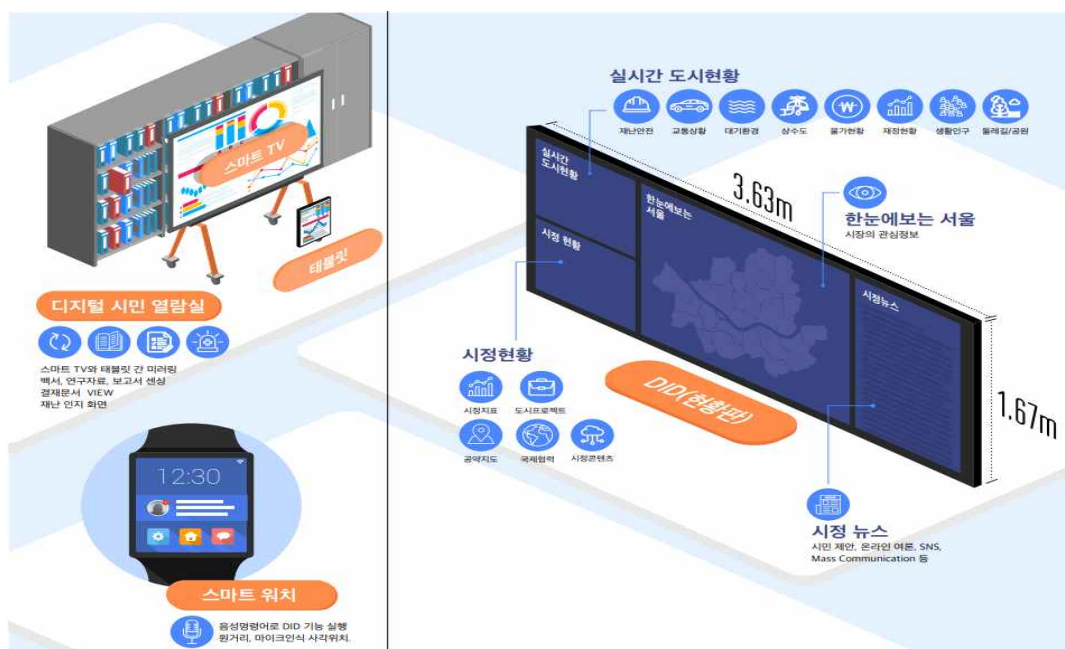 스마트 TV
태블릿
디지털 시민 열람실
스마트 TV와 태블릿 간 미러링
백서, 연구자료, 보고서 센싱
결재문서 VIEW
재난 인지 화면
12:30
스마트 워치
음성명령어로 DID 기능 실행
원거리, 마이크인식 사각위치.
실시간 도시현황
재난안전
교통상황
대기환경
상수도
물가현황
재정현황
생활인구
둘레길/공원
실시간
도시현황
시정 현황
한눈에보는
서울
시정뉴스
3.63m
1.67m
한눈에보는 서울
시장의 관심정보
시정현황
시정지표
도시프로젝트
공약지도
국제협력
시정콘텐츠
DID(현황판)
시정 뉴스
시민 제안, 온라인 여론, SNS,
Mass Communication 등